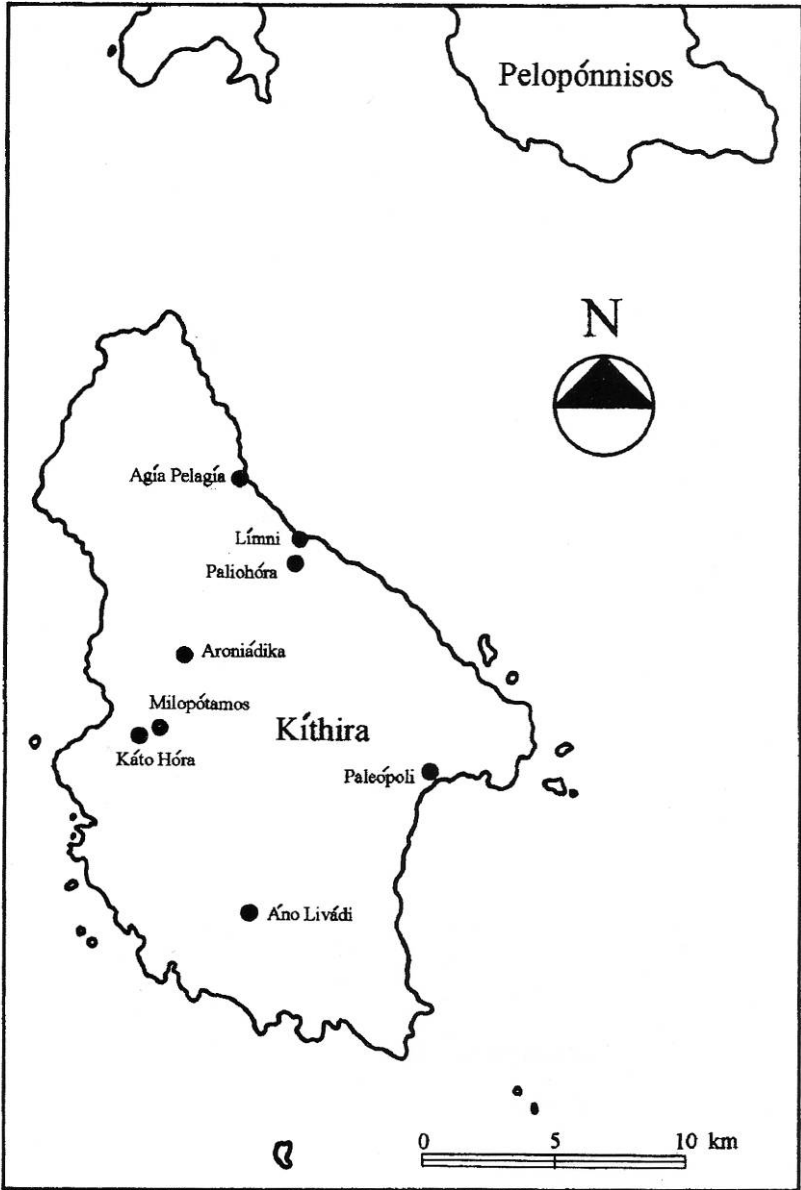 Pelopónnisos
N
Agía Pelagía
Límni
Paliohóra
Aroniádika
Milopótamos
Káto Hóra
Kíthira
Paleópoli
Áno Livádi
0 5 10 km